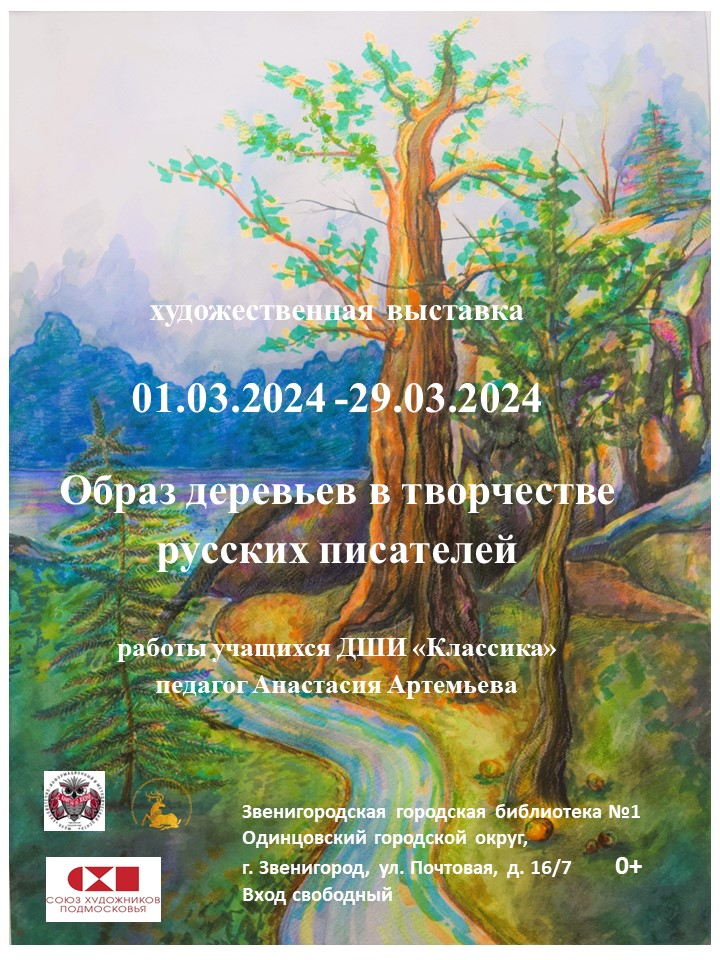 художественная выставка
01.03.2024 -29.03.2024
Образ деревьев в творчестве
русских писателей
работы учащихся ДШИ «Классика»
педагог Анастасия Артемьева
Звенигородская городская библиотека №1
Одинцовский городской округ,
г. Звенигород, ул. Почтовая, д. 16/7 0+
Вход свободный
СОЮЗ ХУДОЖНИКОВ
ПОДМОСКОВЬЯ